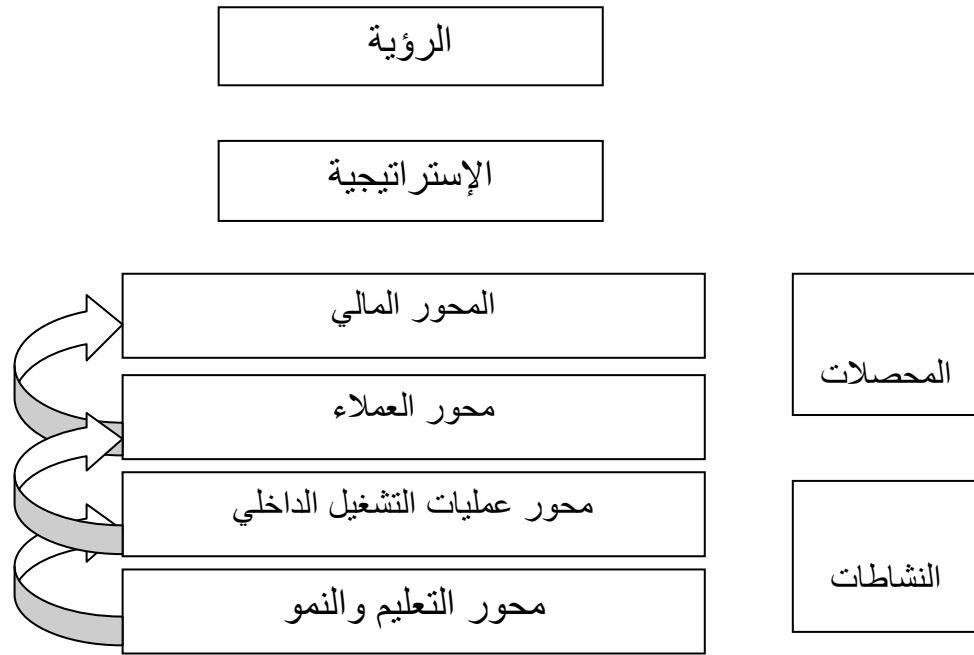 الرؤية
الإستراتيجية
المحور المالي
محور العملاء
المحصلات
محور عمليات التشغيل الداخلي
محور التعليم والنمو
النشاطات